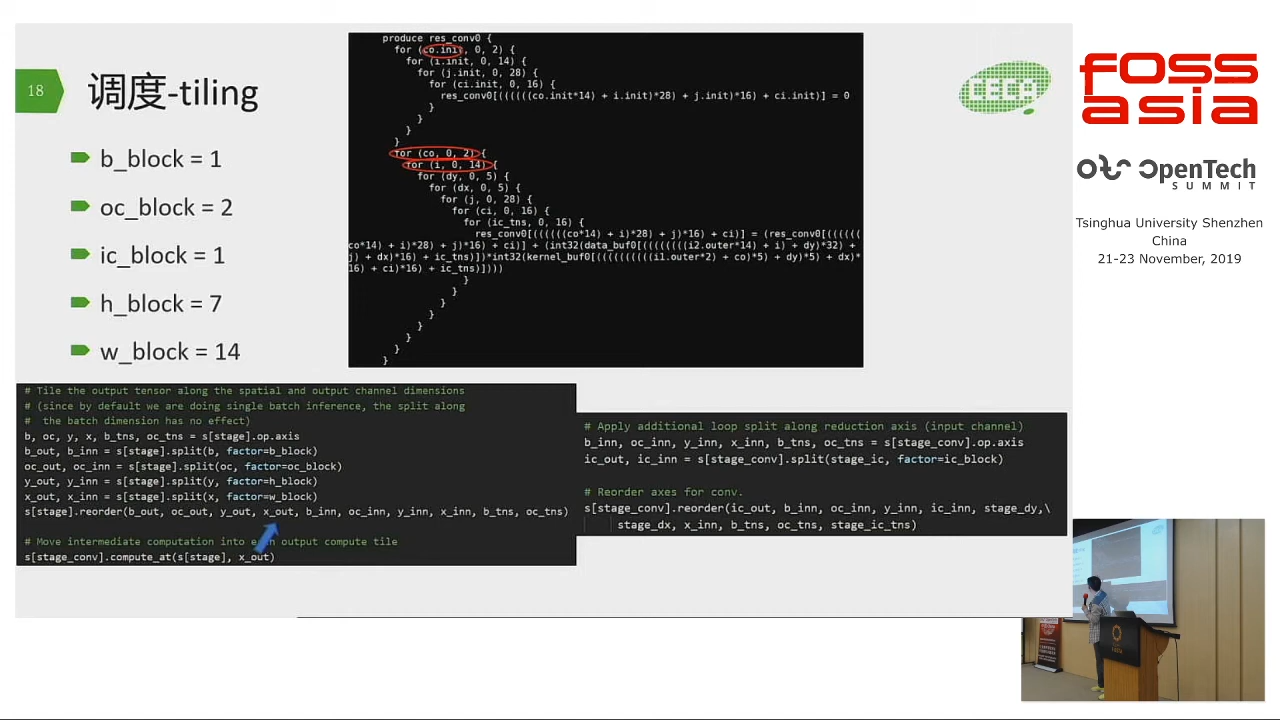 18
调度-tiling
b_block = 1
oc_block = 2
ic_block = 1
h_block = 7
w_block = 14
produce res_conv0 {
for (co.init, 0, 2) {
for (i.init, 0, 14) {
for (j.init, 0, 28) {
for (ci.init, 0, 16) {
res_conv0[((((((co.init*14) + i.init)*28) + j.init)*16) + ci.init)] = 0
}
}
}
}
for (co, 0, 2) {
for (i, 0, 14) {
for (dy, 0, 5) {
for (dx, 0, 5) {
for (j, 0, 28) {
for (ci, 0, 16) {
for (ic_tns, 0, 16) {
res_conv0[((((((co*14) + i)*28) + j)*16) + ci)] = (res_conv0[((((((
co*14) + i)*28) + j)*16) + ci)] + (int32(data_buf0[((((((((i2.outer*14) + i) + dy)*32) +
j) + dx)*16) + ic_tns)])*int32(kernel_buf0[((((((((((i1.outer*2) + co)*5) + dy)*5) + dx)*
16) + ci)*16) + ic_tns)])))
}
}
}
}
}
}
}
}
# Tile the output tensor along the spatial and output channel dimensions
# (since by default we are doing single batch inference, the split along
#  the batch dimension has no effect)
b, oc, y, x, b_tns, oc_tns = s[stage].op.axis
b_out, b_inn = s[stage].split(b, factor=b_block)
oc_out, oc_inn = s[stage].split(oc, factor=oc_block)
y_out, y_inn = s[stage].split(y, factor=h_block)
x_out, x_inn = s[stage].split(x, factor=w_block)
s[stage].reorder(b_out, oc_out, y_out, x_out, b_inn, oc_inn, y_inn, x_inn, b_tns, oc_tns)
# Move intermediate computation into each output compute tile
s[stage_conv].compute_at(s[stage], x_out)
# Apply additional loop split along reduction axis (input channel)
b_inn, oc_inn, y_inn, x_inn, b_tns, oc_tns = s[stage_conv].op.axis
ic_out, ic_inn = s[stage_conv].split(stage_ic, factor=ic_block)
# Reorder axes for conv.
s[stage_conv].reorder(ic_out, b_inn, oc_inn, y_inn, ic_inn, stage_dy,\
stage_dx, x_inn, b_tns, oc_tns, stage_ic_tns)
FOSS
ASIA
OpenTech
SUMMIT
Tsinghua University Shenzhen
China
21-23 November, 2019